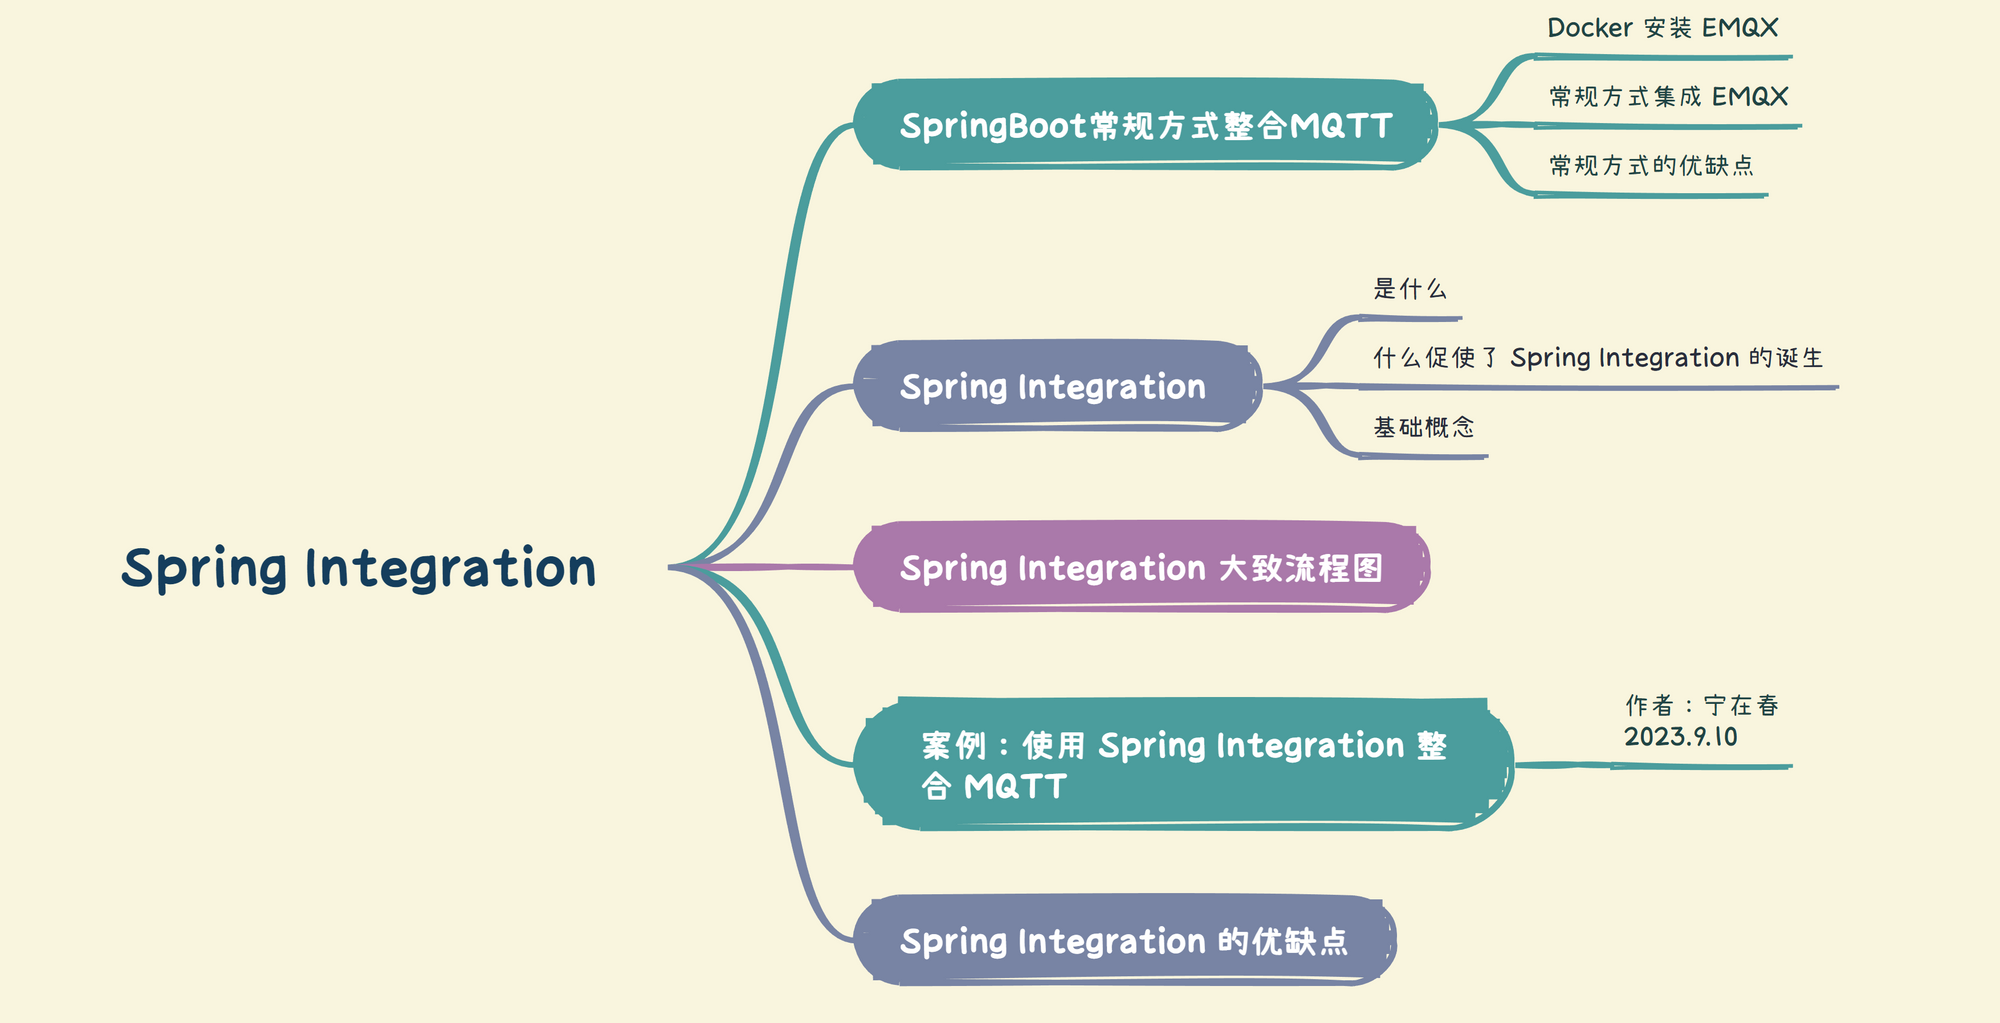 Spring Integration
SpringBoot常规方式整合MQTT
Docker 安装 EMQX
常规方式集成 EMQX
常规方式的优缺点
Spring Integration
是什么
什么促使了 Spring Integration 的诞生
基础概念
Spring Integration 大致流程图
案例：使用 Spring Integration 整
合 MQTT
作者：宁在春
2023.9.10
Spring Integration 的优缺点